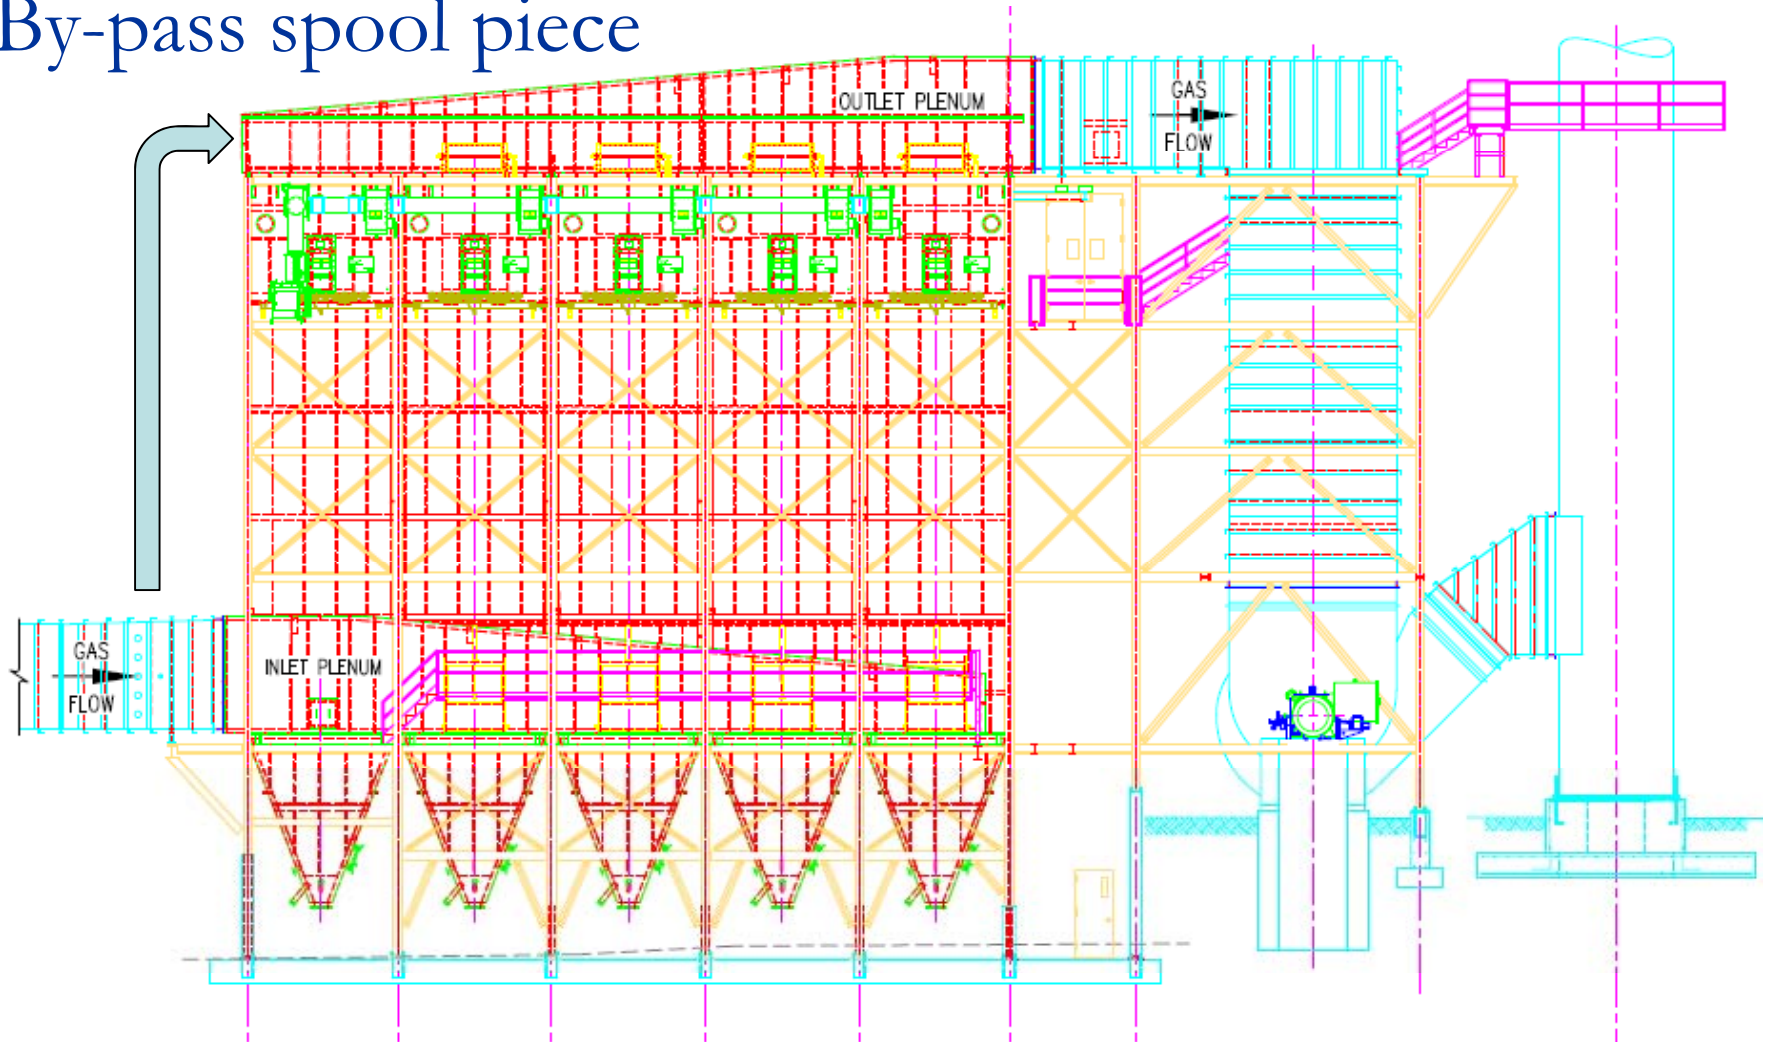 By-pass spool piece
OUTLET PLENUM
GAS
FLOW
GAS
FLOW
INLET PLENUM